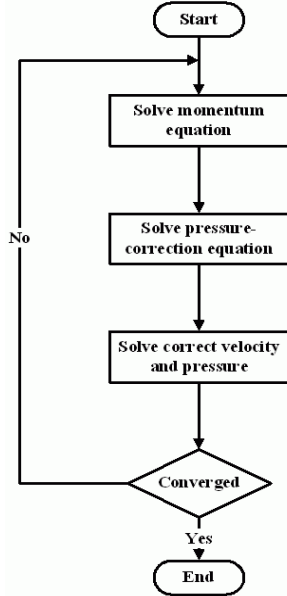 Start
Solve momentum
equation
Solve pressure-
correction equation
No
Solve correct velocity
and pressure
Converged
Yes
End